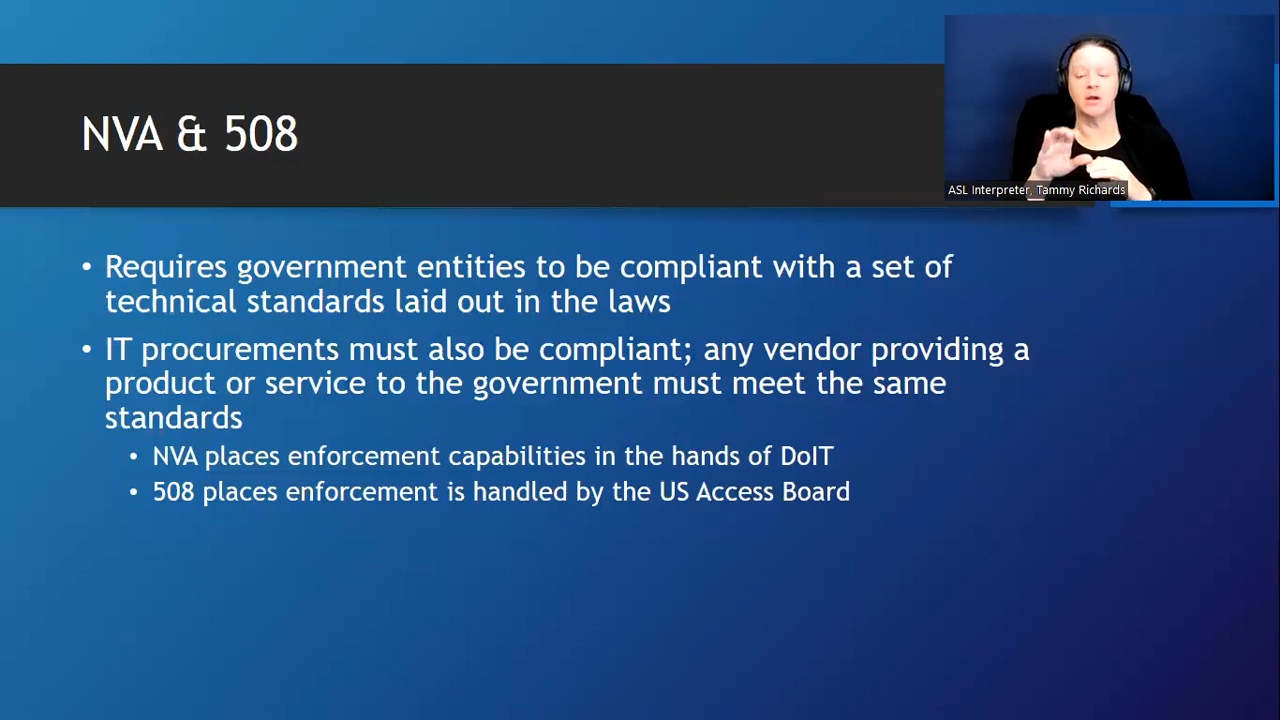 NVA & 508
ASL Interpreter, Tammy Richards
• Requires government entities to be compliant with a set of
technical standards laid out in the laws
• IT procurements must also be compliant; any vendor providing a
product or service to the government must meet the same
standards
• NVA places enforcement capabilities in the hands of DoIT
• 508 places enforcement is handled by the US Access Board